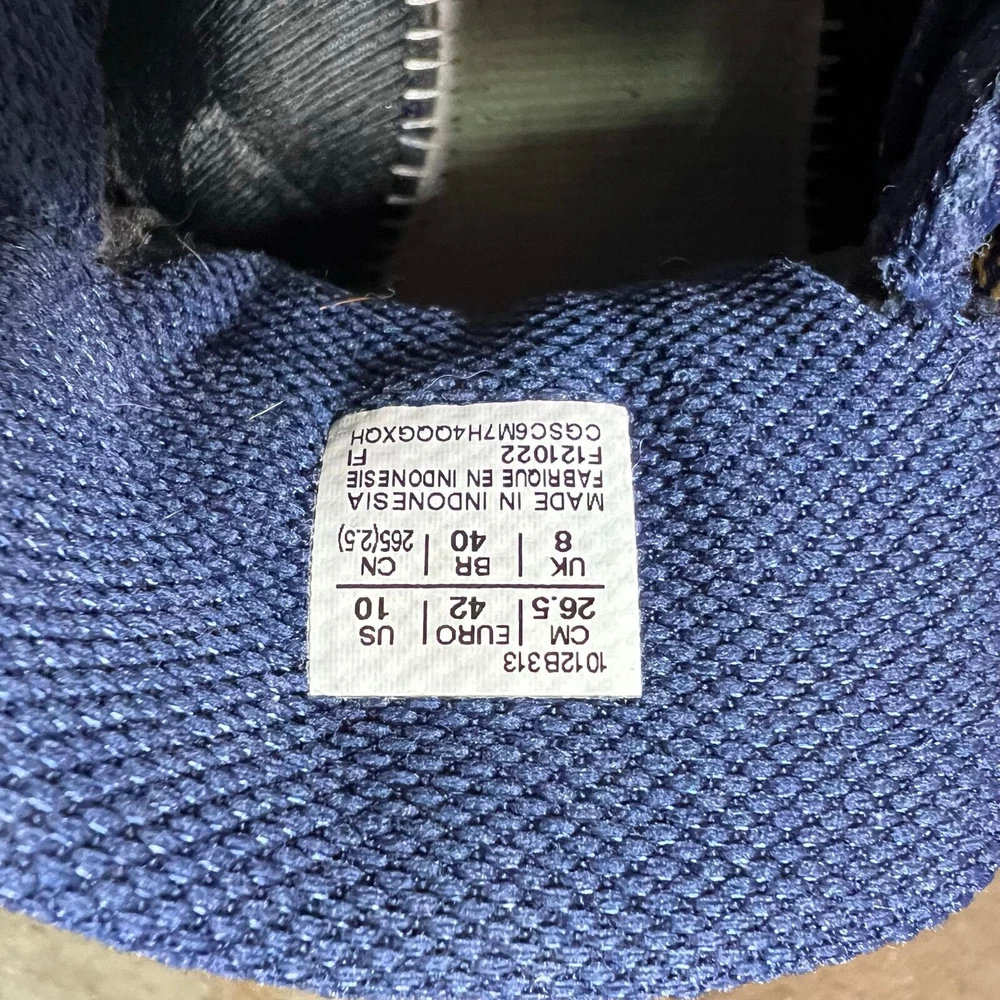 1012B313
CM | EURO | US
26.5 | 42 | 10
UK | BR | CN
8 | 40 | 265(2.5)
MADE IN INDONESIA
FABRIQUE EN INDONESIE
F121022 FI
CGSC6M7H4QQGXQH